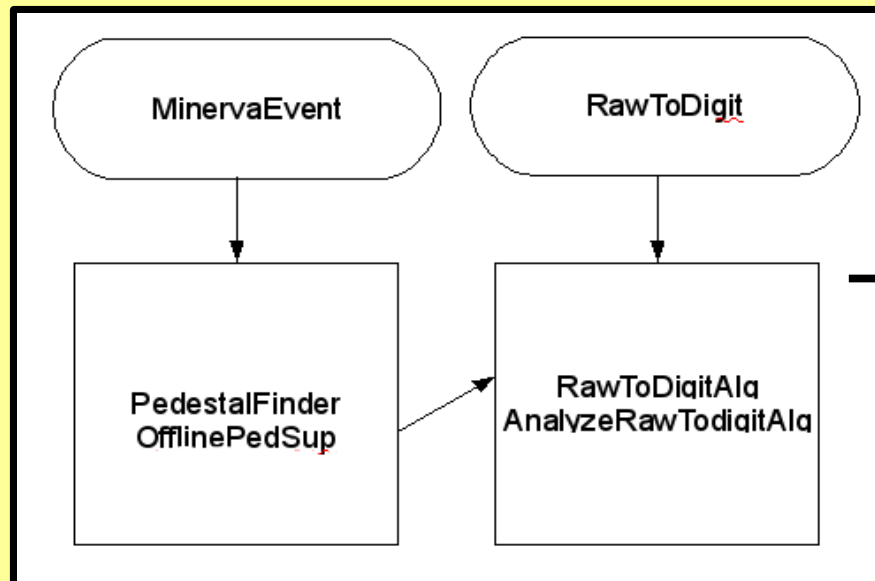 MinervaEvent
RawToDigit
PedestalFinder
OfflinePedSup
RawToDigitAlg
AnalyzeRawTodigitAlg